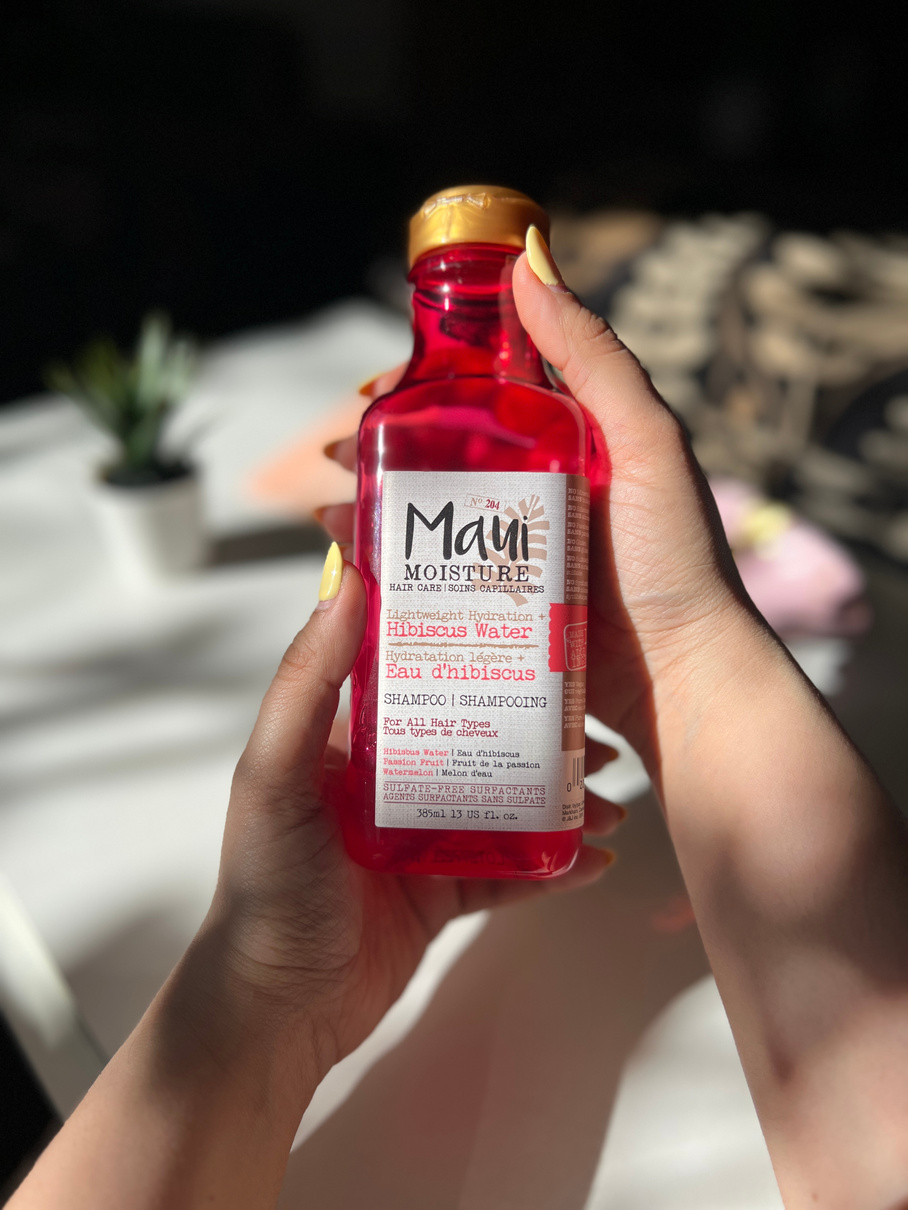 Nº 204
Maui
MOISTURE
HAIR CARE | SOINS CAPILLAIRES
Lightweight Hydration +
Hibiscus Water
Hydratation légère +
Eau d'hibiscus
SHAMPOO | SHAMPOOING
For All Hair Types
Tous types de cheveux
Hibisbus Water | Eau d'hibiscus
Passion Fruit | Fruit de la passion
Watermelon | Melon d'eau
SULFATE-FREE SURFACTANTS
AGENTS SURFACTANTS SANS SULFATE
385ml 13 US fl. oz.